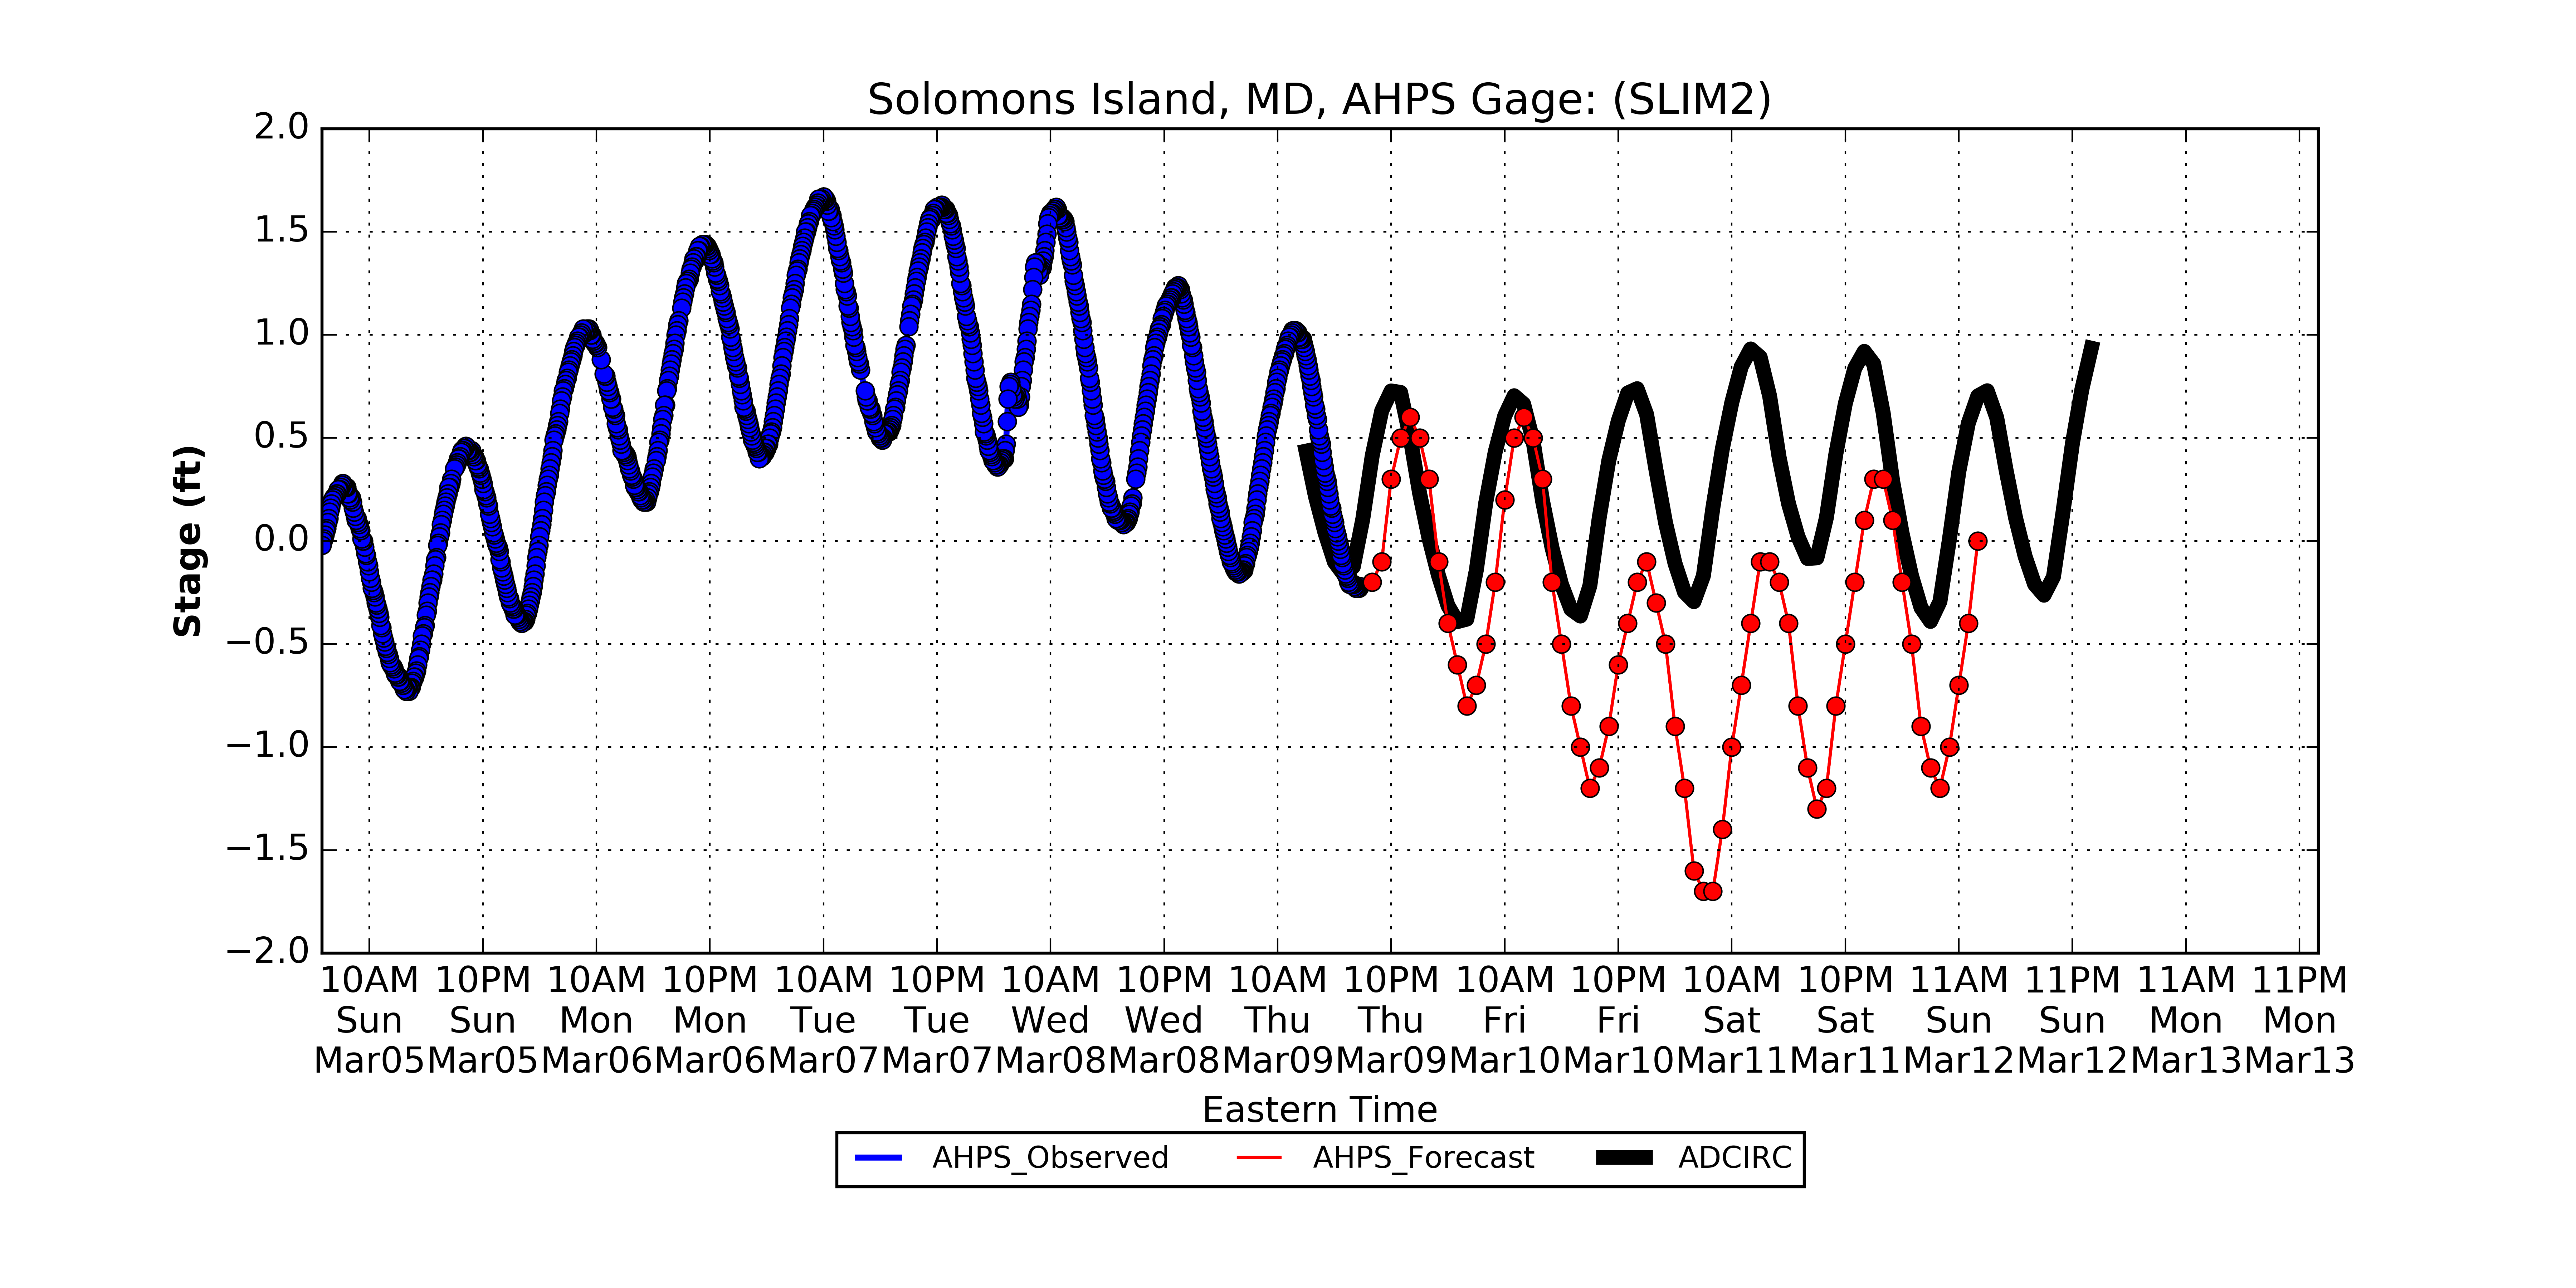 Solomons Island, MD, AHPS Gage: (SLIM2)
2.0
1.5
1.0
0.5
0.0
−0.5
−1.0
−1.5
−2.0
Stage (ft)
10AM 10PM 10AM 10PM 10AM 10PM 10AM 10PM 10AM 10PM 10AM 10PM 10AM 10PM 11AM 11PM 11AM 11PM
Sun Sun Mon Mon Tue Tue Wed Wed Thu Thu Fri Fri Sat Sat Sun Sun Mon Mon
Mar05 Mar05 Mar06 Mar06 Mar07 Mar07 Mar08 Mar08 Mar09 Mar09 Mar10 Mar10 Mar11 Mar11 Mar12 Mar12 Mar13 Mar13
Eastern Time
AHPS_Observed AHPS_Forecast ADCIRC